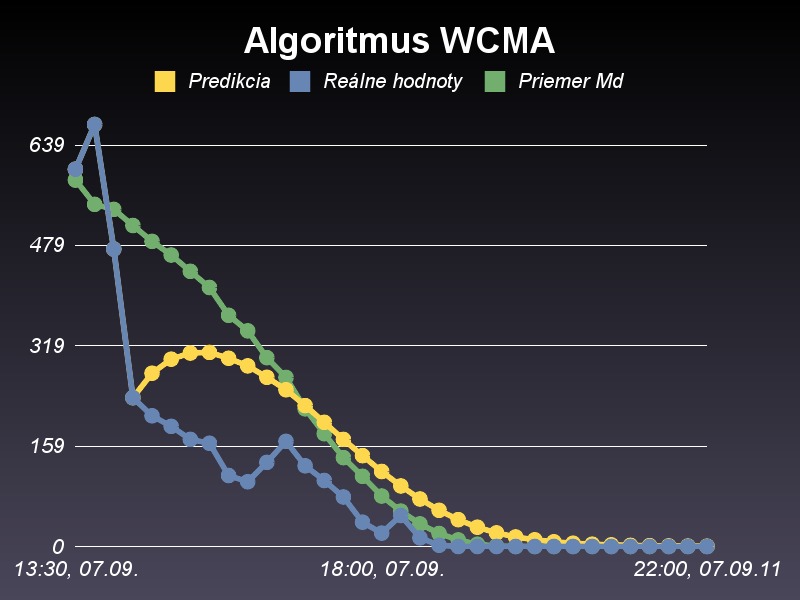 Algoritmus WCMA
Predikcia Reálne hodnoty Priemer Md
639
479
319
159
0
13:30, 07.09. 18:00, 07.09. 22:00, 07.09.11